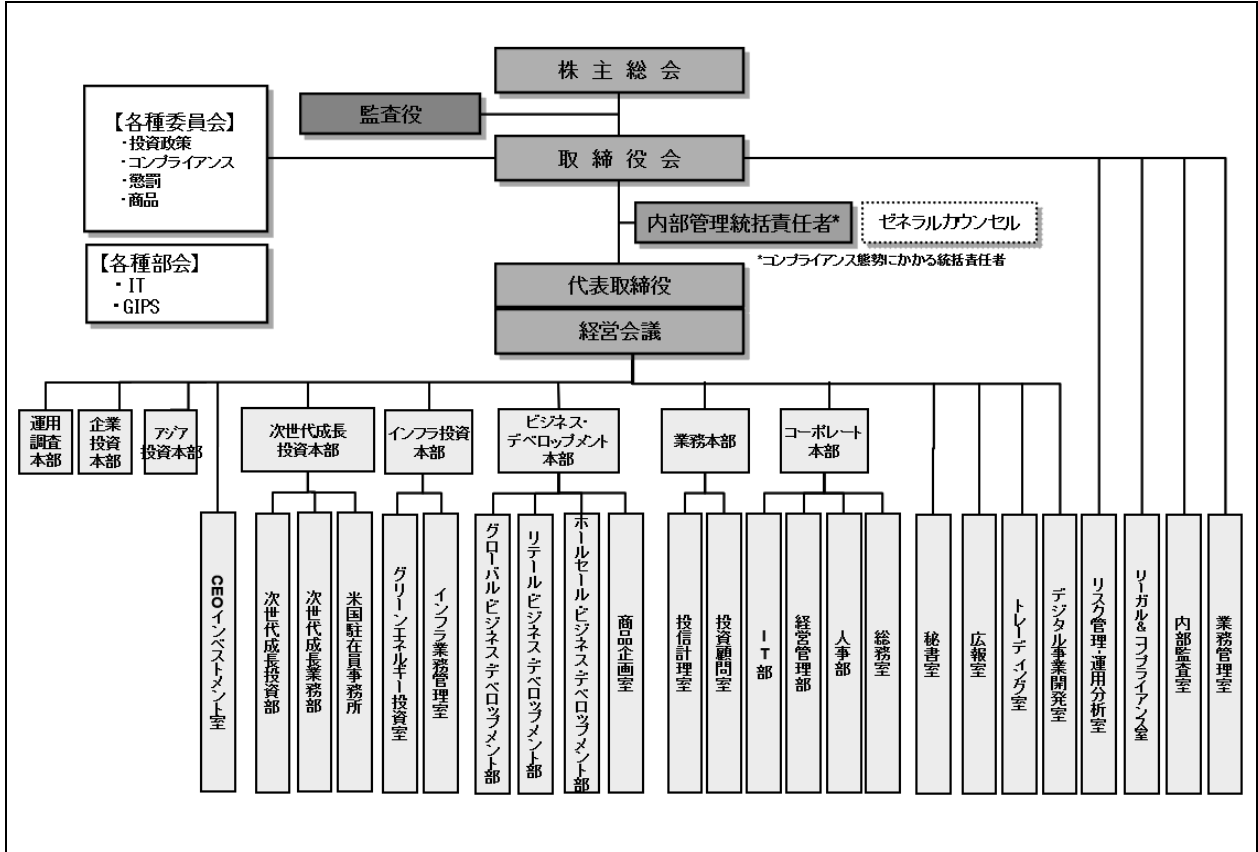 株主総会
監査役
【各種委員会】
・投資政策
・コンプライアンス
・懲罰
・商品
取締役会
内部管理統括責任者*
ゼネラルカウンセル
*コンプライアンス態勢にかかる統括責任者
【各種部会】
・IT
・GIPS
代表取締役
経営会議
運用
調査
本部
企業
投資
本部
アジア
投資本部
次世代成長
投資本部
インフラ投資
本部
ビジネス・
デベロップメント
本部
業務本部
コーポレート
本部
CEOインベストメント室
次世代成長投資部
次世代成長業務部
米国駐在員事務所
グリーンエネルギー投資室
インフラ業務管理室
グローバル・ビジネス・デベロップメント部
リテール・ビジネス・デベロップメント部
ホールセール・ビジネス・デベロップメント部
商品企画室
投信計理室
投資顧問室
IT部
経営管理部
人事部
総務室
秘書室
広報室
トレーディング室
デジタル事業開発室
リスク管理・運用分析室
リーガル&コンプライアンス室
内部監査室
業務管理室